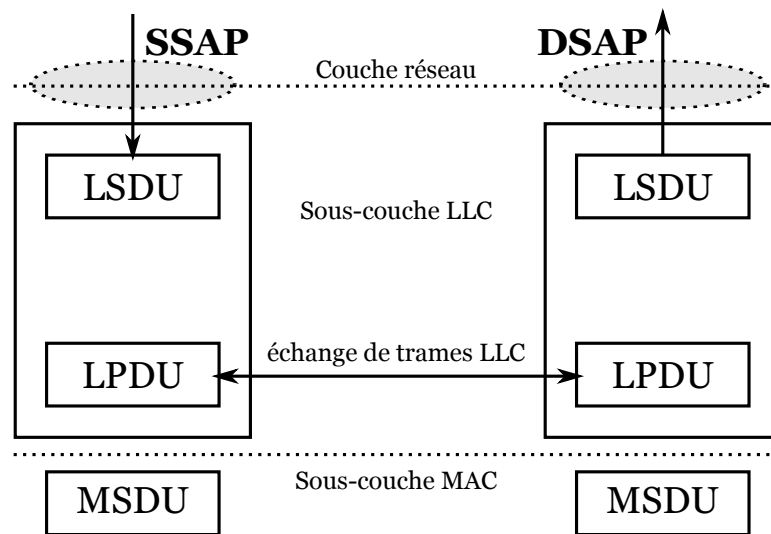 SSAP
DSAP
Couche réseau
LSDU
LSDU
Sous-couche LLC
échange de trames LLC
LPDU
LPDU
Sous-couche MAC
MSDU
MSDU